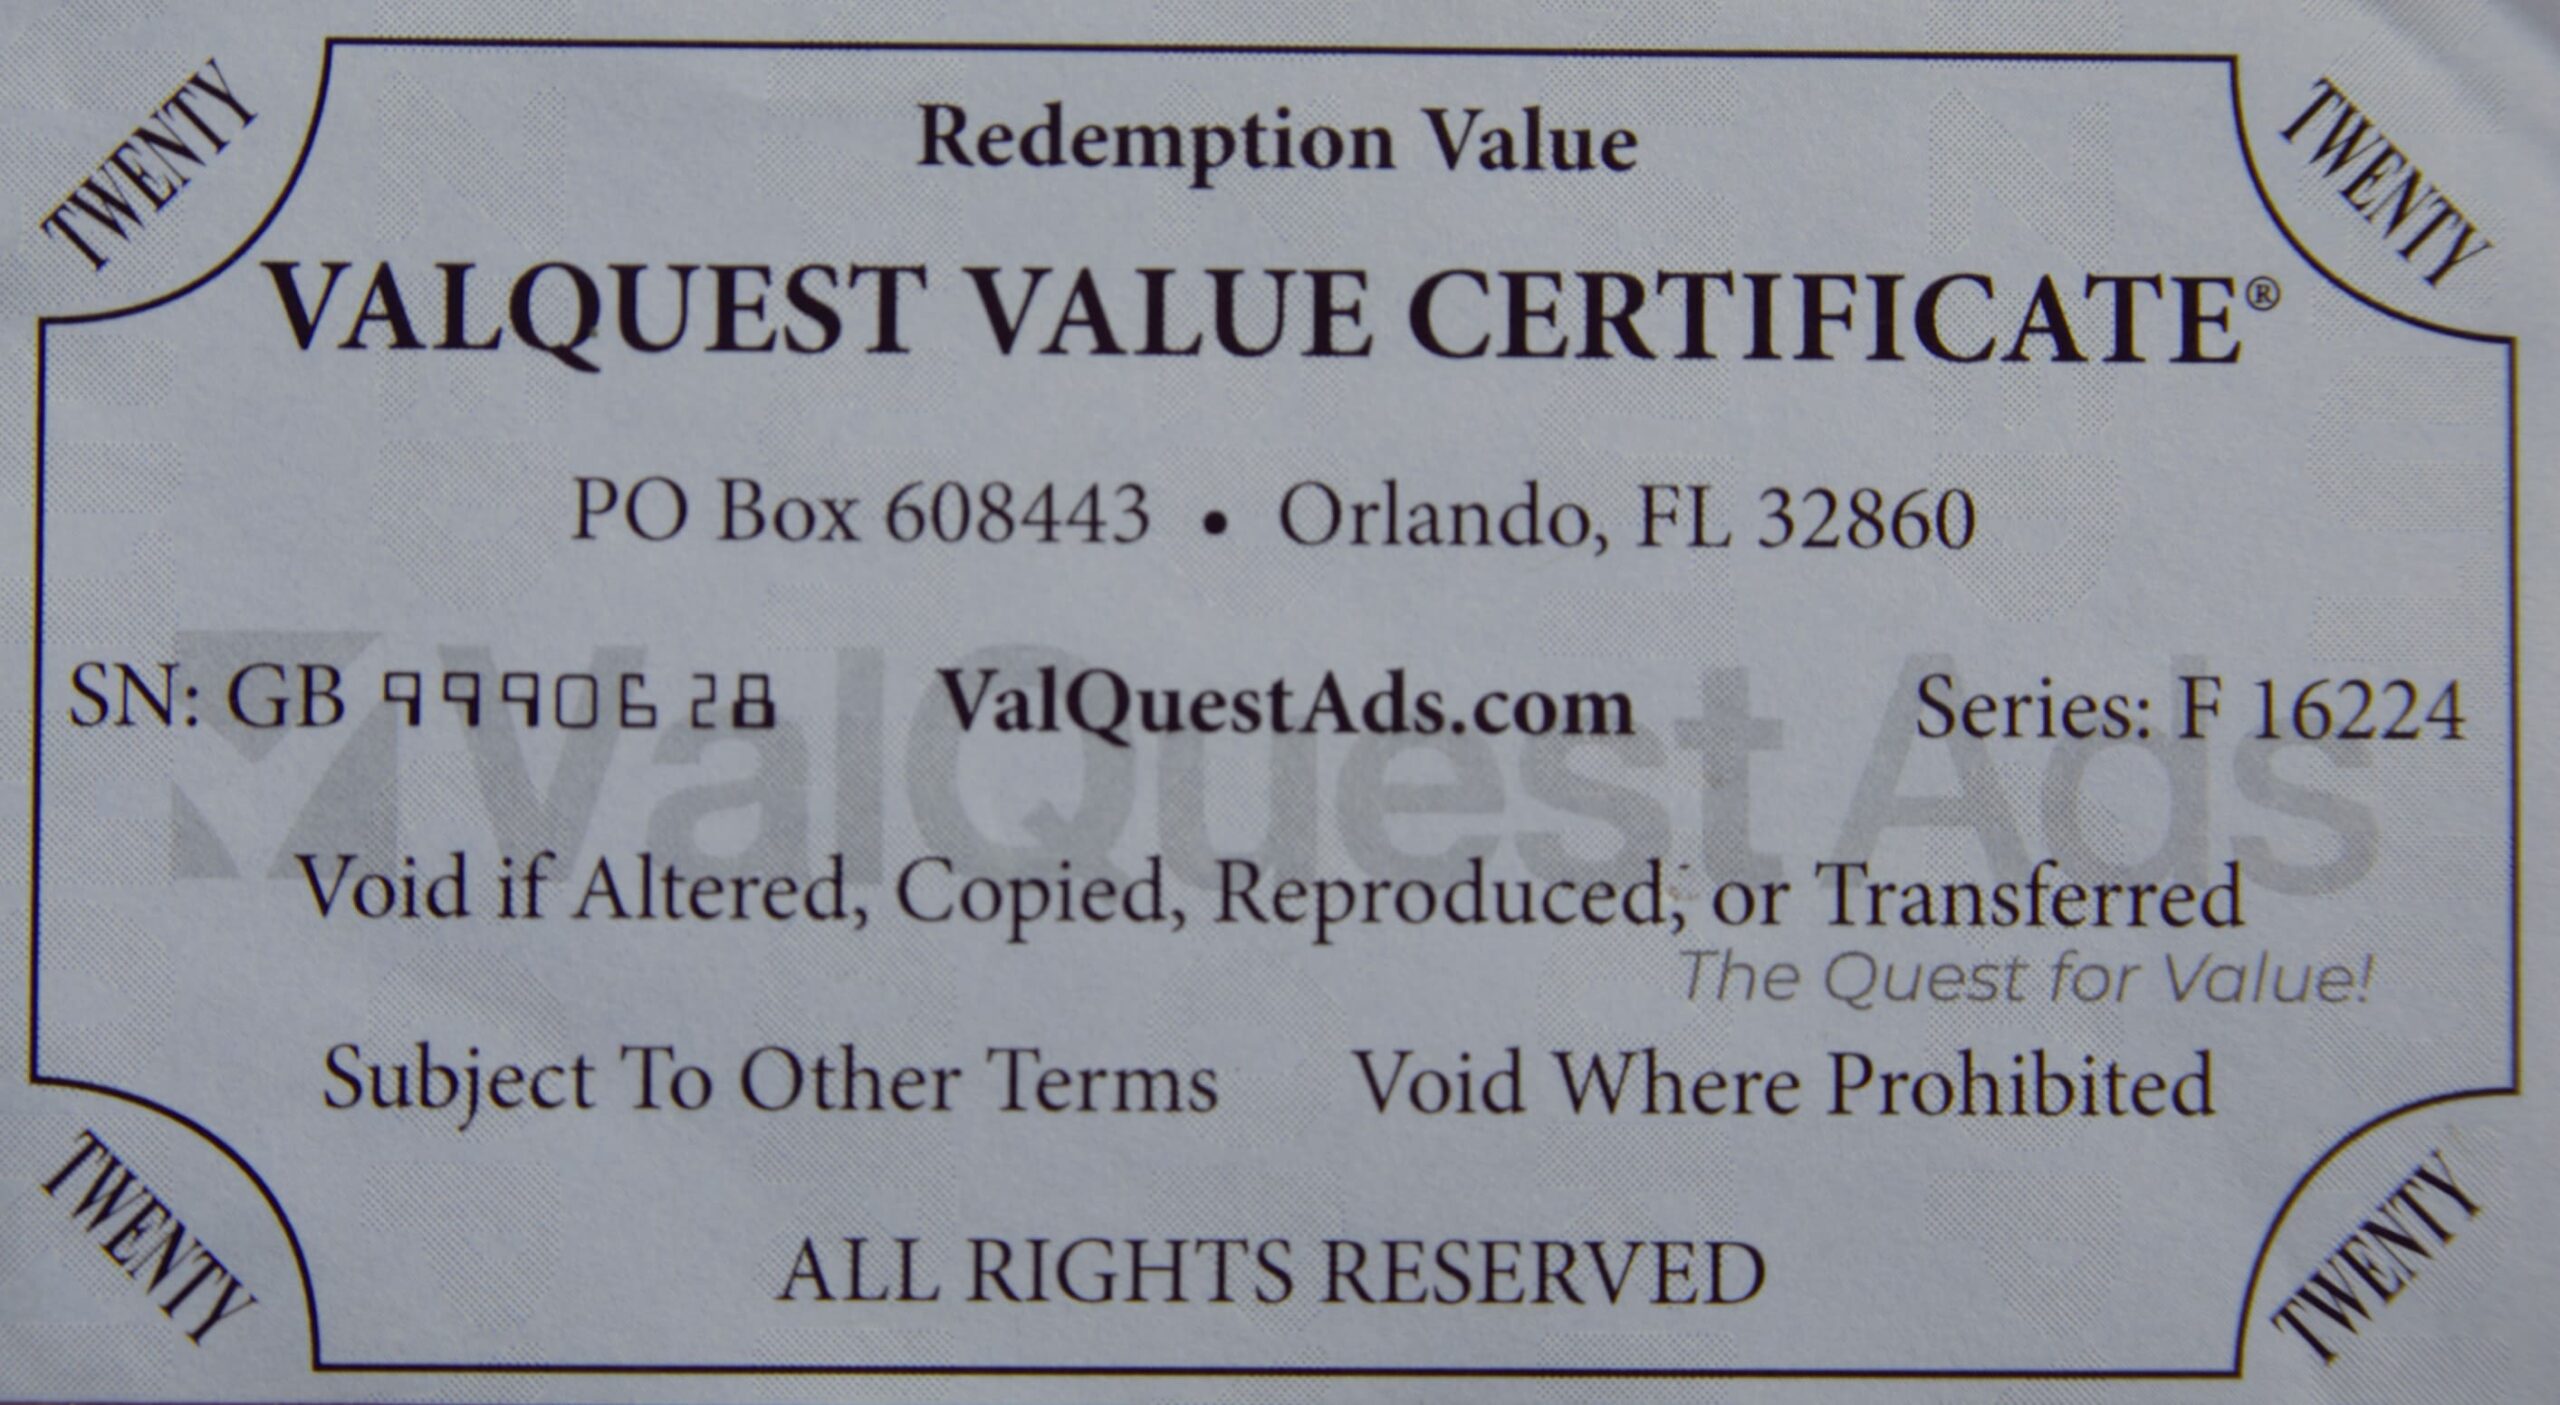 TWENTY
TWENTY
Redemption Value
VALQUEST VALUE CERTIFICATE®
PO Box 608443 • Orlando, FL 32860
SN: GB 9990628 ValQuestAds.com Series: F 16224
ValQuest Ads
Void if Altered, Copied, Reproduced, or Transferred
The Quest for Value!
Subject To Other Terms Void Where Prohibited
ALL RIGHTS RESERVED
TWENTY
TWENTY